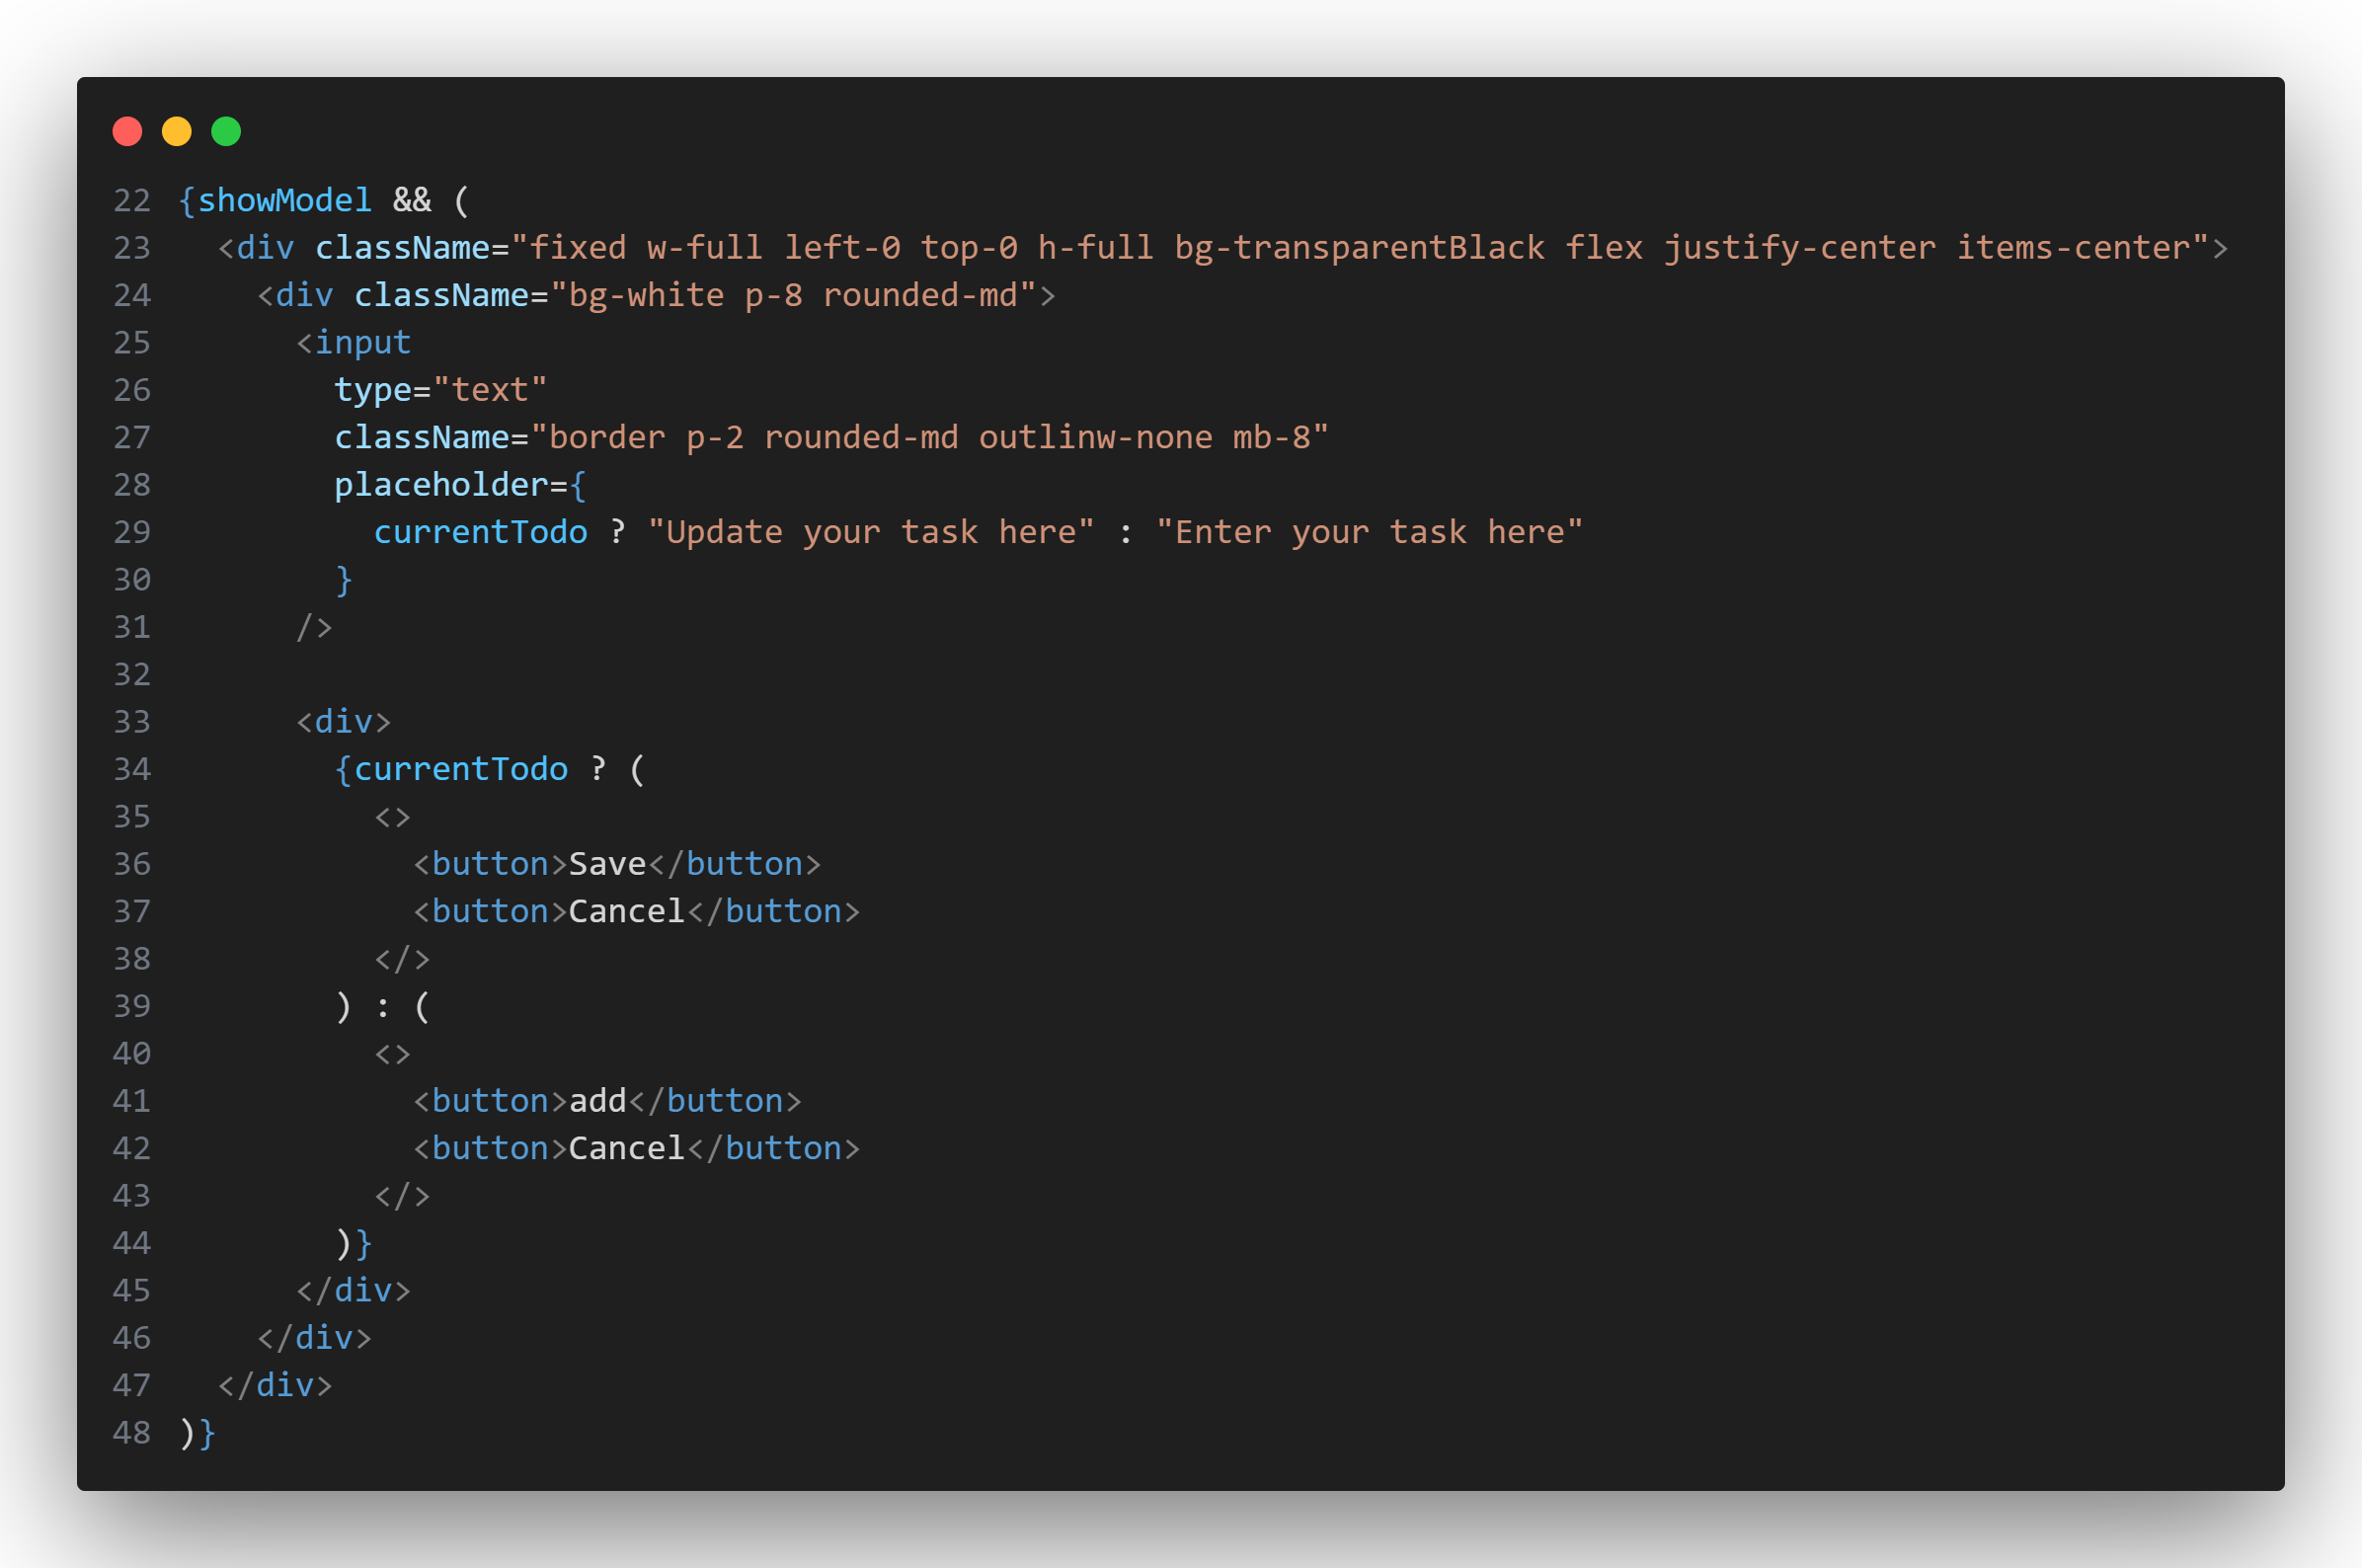 22 {showModel && (
23   <div className="fixed w-full left-0 top-0 h-full bg-transparentBlack flex justify-center items-center">
24     <div className="bg-white p-8 rounded-md">
25       <input
26         type="text"
27         className="border p-2 rounded-md outlinw-none mb-8"
28         placeholder={
29           currentTodo ? "Update your task here" : "Enter your task here"
30         }
31       />
32
33       <div>
34         {currentTodo ? (
35           <>
36             <button>Save</button>
37             <button>Cancel</button>
38           </>
39         ) : (
40           <>
41             <button>add</button>
42             <button>Cancel</button>
43           </>
44         )}
45       </div>
46     </div>
47   </div>
48 )}